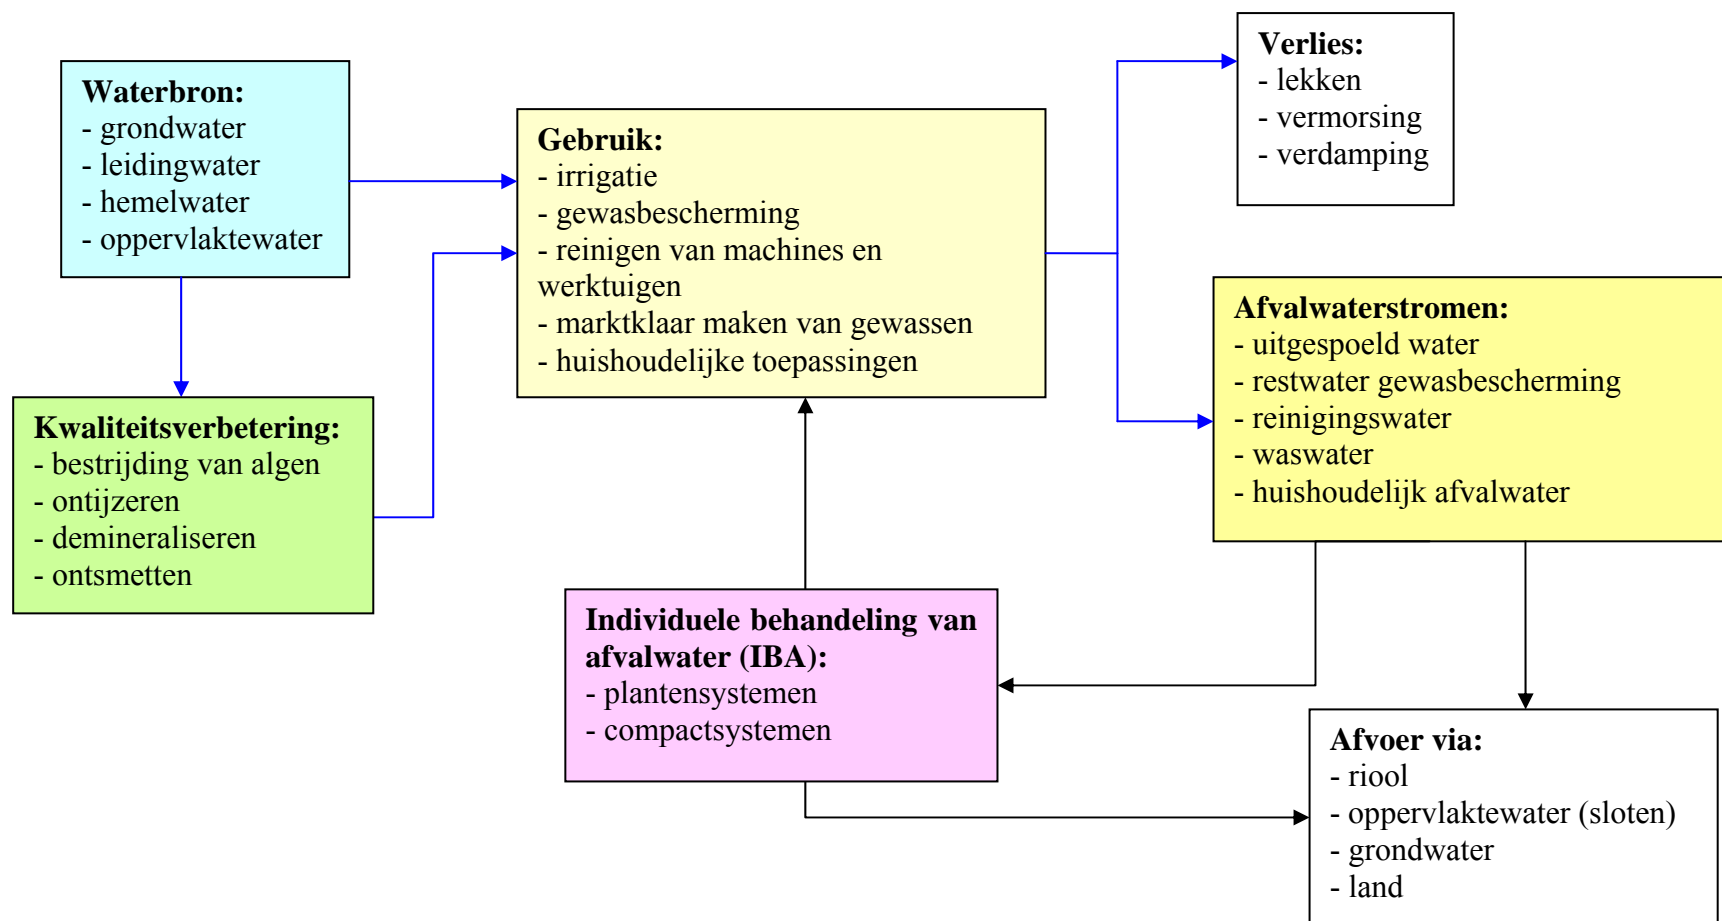 Waterbron:
- grondwater
- leidingwater
- hemelwater
- oppervlaktewater
Gebruik:
- irrigatie
- gewasbescherming
- reinigen van machines en
werktuigen
- marktklaar maken van gewassen
- huishoudelijke toepassingen
Verlies:
- lekken
- vermorsing
- verdamping
Kwaliteitsverbetering:
- bestrijding van algen
- ontijzeren
- demineraliseren
- ontsmetten
Afvalwaterstromen:
- uitgespoeld water
- restwater gewasbescherming
- reinigingswater
- waswater
- huishoudelijk afvalwater
Individuele behandeling van
afvalwater (IBA):
- plantensystemen
- compactsystemen
Afvoer via:
- riool
- oppervlaktewater (sloten)
- grondwater
- land